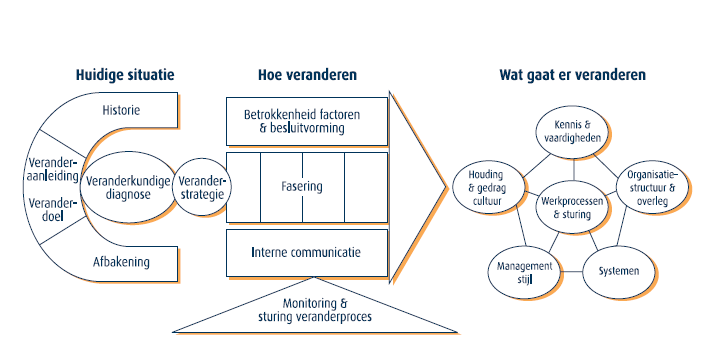 Huidige situatie
Hoe veranderen
Wat gaat er veranderen
Historie
Verander-
aanleiding
Verander-
doel
Afbakening
Veranderkundige
diagnose
Verander-
strategie
Betrokkenheid factoren
& besluitvorming
Fasering
Interne communicatie
Monitoring &
sturing veranderproces
Kennis &
vaardigheden
Houding
& gedrag
cultuur
Organisatie-
structuur &
overleg
Werkprocessen
& sturing
Management
stijl
Systemen